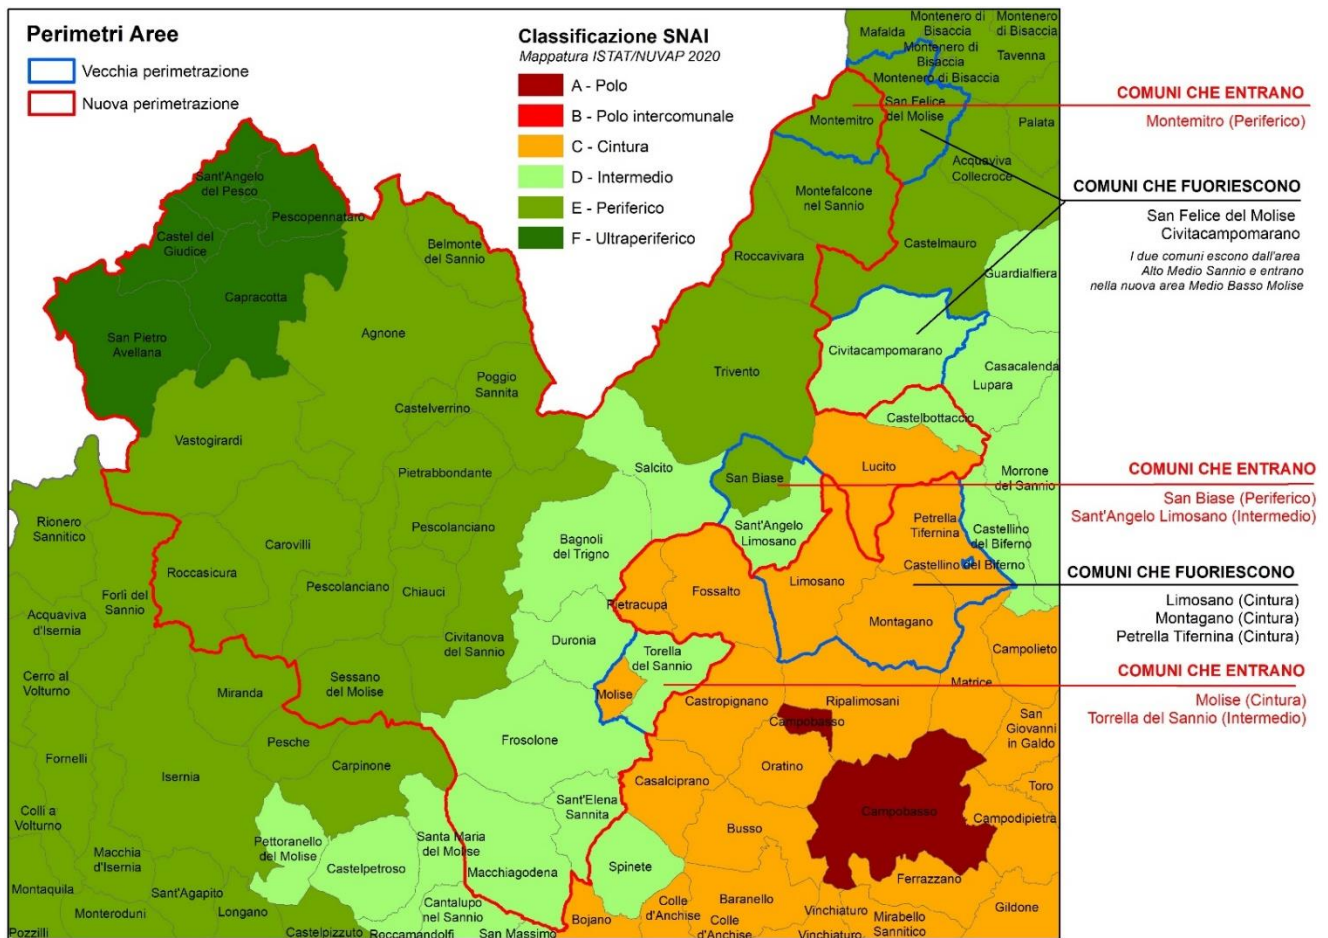 Perimetri Aree
Vecchia perimetrazione
Nuova perimetrazione
Classificazione SNAI
Mappatura ISTAT/NUVAP 2020
A - Polo
B - Polo intercomunale
C - Cintura
D - Intermedio
E - Periferico
F - Ultraperiferico
COMUNI CHE ENTRANO
Montemitro (Periferico)
COMUNI CHE FUORIESCONO
San Felice del Molise
Civitacampomarano
I due comuni escono dall'area
Alto Medio Sannio e entrano
nella nuova area Medio Basso Molise
COMUNI CHE ENTRANO
San Biase (Periferico)
Sant'Angelo Limosano (Intermedio)
COMUNI CHE FUORIESCONO
Limosano (Cintura)
Montagano (Cintura)
Petrella Tifernina (Cintura)
COMUNI CHE ENTRANO
Molise (Cintura)
Torrella del Sannio (Intermedio)
Mafalda
Montenero di
Bisaccia
Montenero
di Bisaccia
Montenero di
Bisaccia
Tavenna
Montenero di Bisaccia
San Felice
del Molise
Montemitro
Palata
Acquaviva
Collecroce
Montefalcone
nel Sannio
Castelmauro
Roccavivara
Guardialfiera
Sant'Angelo
del Pesco
Pescopennataro
Castel del
Giudice
Belmonte
del Sannio
Capracotta
San Pietro
Avellana
Agnone
Poggio
Sannita
Castelverrino
Trivento
Civitacampomarano
Casacalenda
Lupara
Castelbottaccio
Vastogirardi
Pietrabbondante
Salcito
San Biase
Lucito
Morrone
del Sannio
Rionero
Sannitico
Carovilli
Pescolanciano
Bagnoli
del Trigno
Sant'Angelo
Limosano
Petrella
Tifernina
Castellino
del Biferno
Castellino del Biferno
Roccasicura
Pescolanciano
Chiauci
Limosano
Fossalto
Pietracupa
Montagano
Forlì del
Sannio
Acquaviva
d'Isernia
Civitanova
del Sannio
Duronia
Torella
del Sannio
Campolieto
Cerro al
Volturno
Miranda
Sessano
del Molise
Molise
Castropignano
Ripalimosani
Matrice
Campobasso
San
Giovanni
in Galdo
Pesche
Frosolone
Fornelli
Isernia
Carpinone
Casalciprano
Oratino
Toro
Sant'Elena
Sannita
Campobasso
Campodipietra
Colli a
Volturno
Pettoranello
del Molise
Santa Maria
del Molise
Busso
Macchia
d'Isernia
Castelpetroso
Macchiagodena
Spinete
Ferrazzano
Montaquila
Sant'Agapito
Cantalupo
nel Sannio
Colle
d'Anchise
Baranello
Gildone
Monteroduni
Longano
Bojano
Colle
d'Anchise
Vinchiaturo
Mirabello
Sannitico
Pozzilli
Castelpizzuto
Roccamandolfi
San Massimo
Vinchiaturo